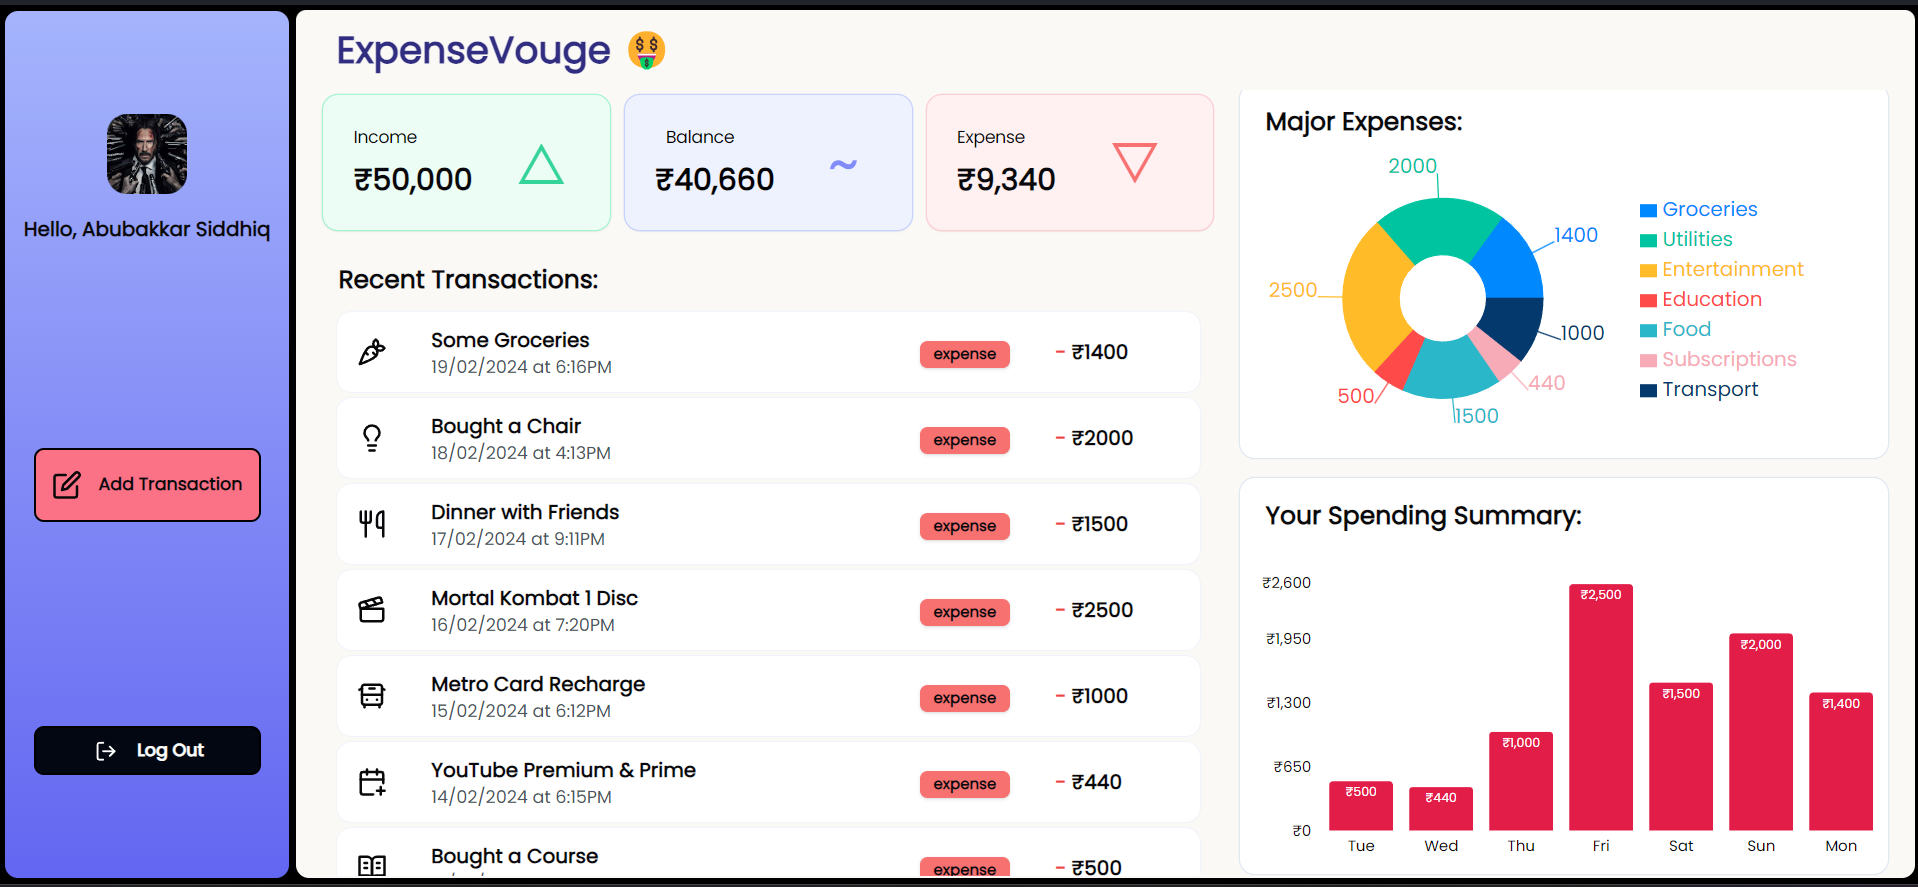 Hello, Abubakkar Siddhiq
Add Transaction
Log Out
ExpenseVouge
Income
₹50,000
Balance
₹40,660
~
Expense
₹9,340
Recent Transactions:
Some Groceries
19/02/2024 at 6:16PM
expense
- ₹1400
Bought a Chair
18/02/2024 at 4:13PM
expense
- ₹2000
Dinner with Friends
17/02/2024 at 9:11PM
expense
- ₹1500
Mortal Kombat 1 Disc
16/02/2024 at 7:20PM
expense
- ₹2500
Metro Card Recharge
15/02/2024 at 6:12PM
expense
- ₹1000
YouTube Premium & Prime
14/02/2024 at 6:15PM
expense
- ₹440
Bought a Course
expense
- ₹500
Major Expenses:
2000
1400
2500
1000
440
500
1500
Groceries
Utilities
Entertainment
Education
Food
Subscriptions
Transport
Your Spending Summary:
₹2,600
₹1,950
₹1,300
₹650
₹0
₹500
₹440
₹1,000
₹2,500
₹1,500
₹2,000
₹1,400
Tue Wed Thu Fri Sat Sun Mon